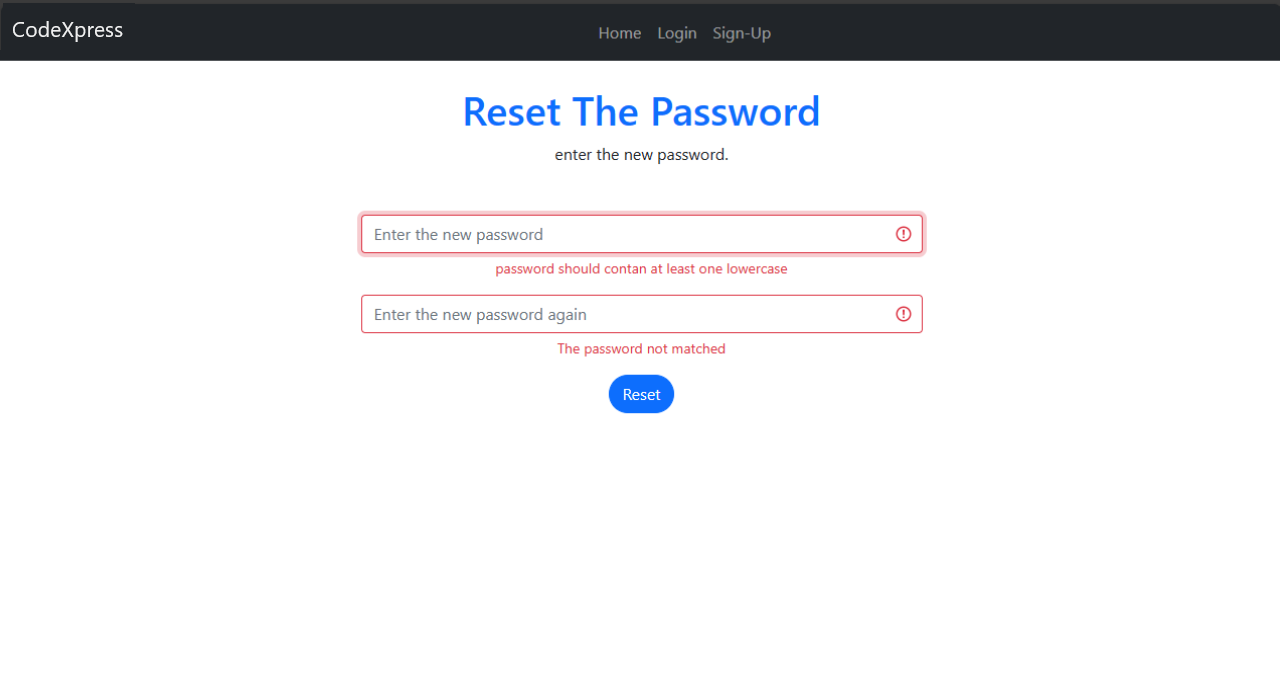 CodeXpress
Home Login Sign-Up
Reset The Password
enter the new password.
Enter the new password
password should contan at least one lowercase
Enter the new password again
The password not matched
Reset